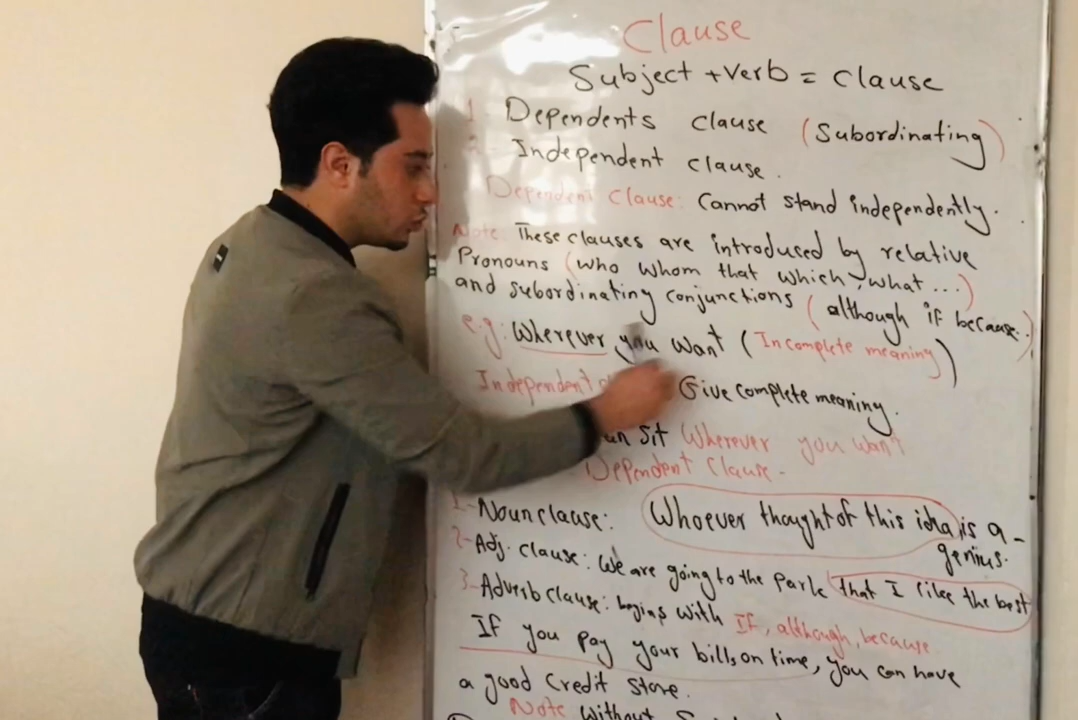 Clause
Subject + Verb = Clause
1 Dependents clause (Subordinating)
2- Independent clause.
Dependent Clause: Cannot stand independently.
Note: These clauses are introduced by relative
Pronouns (who whom that which, what...)
and subordinating conjunctions (although if because..)
e.g: Wherever you want (Incomplete meaning)
Independent Give complete meaning.
Sit Wherever you want
Dependent Clause-
1- Noun clause: Whoever thought of this idea is a-
genius.
2- Adj. clause: We are going to the Park that I like the best
3- Adverb clause: begins with If, although, because
If you pay your bills on time, you can have
a good Credit Store.
Note Without